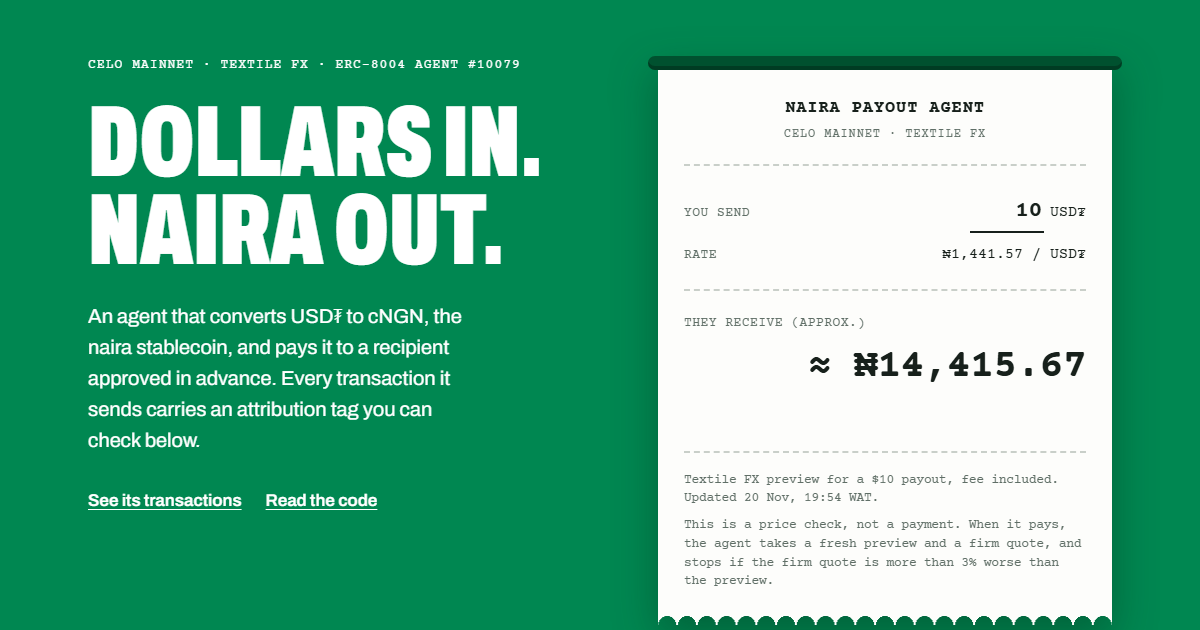 CELO MAINNET · TEXTILE FX · ERC-8004 AGENT #10079
DOLLARS IN.
NAIRA OUT.
An agent that converts USD₮ to cNGN, the
naira stablecoin, and pays it to a recipient
approved in advance. Every transaction it
sends carries an attribution tag you can
check below.
See its transactions Read the code
NAIRA PAYOUT AGENT
CELO MAINNET · TEXTILE FX
YOU SEND 10 USD₮
RATE ₦1,441.57 / USD₮
THEY RECEIVE (APPROX.)
≈ ₦14,415.67
Textile FX preview for a $10 payout, fee included.
Updated 20 Nov, 19:54 WAT.
This is a price check, not a payment. When it pays,
the agent takes a fresh preview and a firm quote, and
stops if the firm quote is more than 3% worse than
the preview.